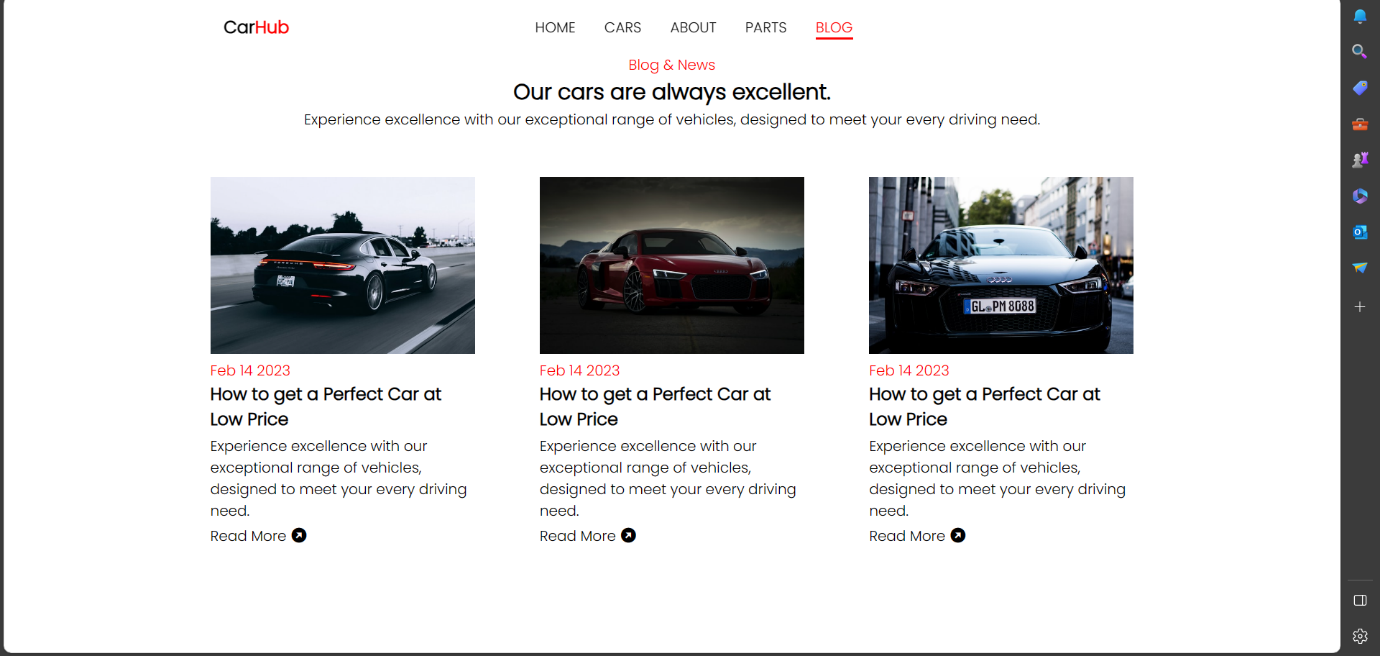 CarHub
HOME CARS ABOUT PARTS BLOG
Blog & News
Our cars are always excellent.
Experience excellence with our exceptional range of vehicles, designed to meet your every driving need.
GL PM 8088
Feb 14 2023
How to get a Perfect Car at
Low Price
Experience excellence with our
exceptional range of vehicles,
designed to meet your every driving
need.
Read More
Feb 14 2023
How to get a Perfect Car at
Low Price
Experience excellence with our
exceptional range of vehicles,
designed to meet your every driving
need.
Read More
Feb 14 2023
How to get a Perfect Car at
Low Price
Experience excellence with our
exceptional range of vehicles,
designed to meet your every driving
need.
Read More